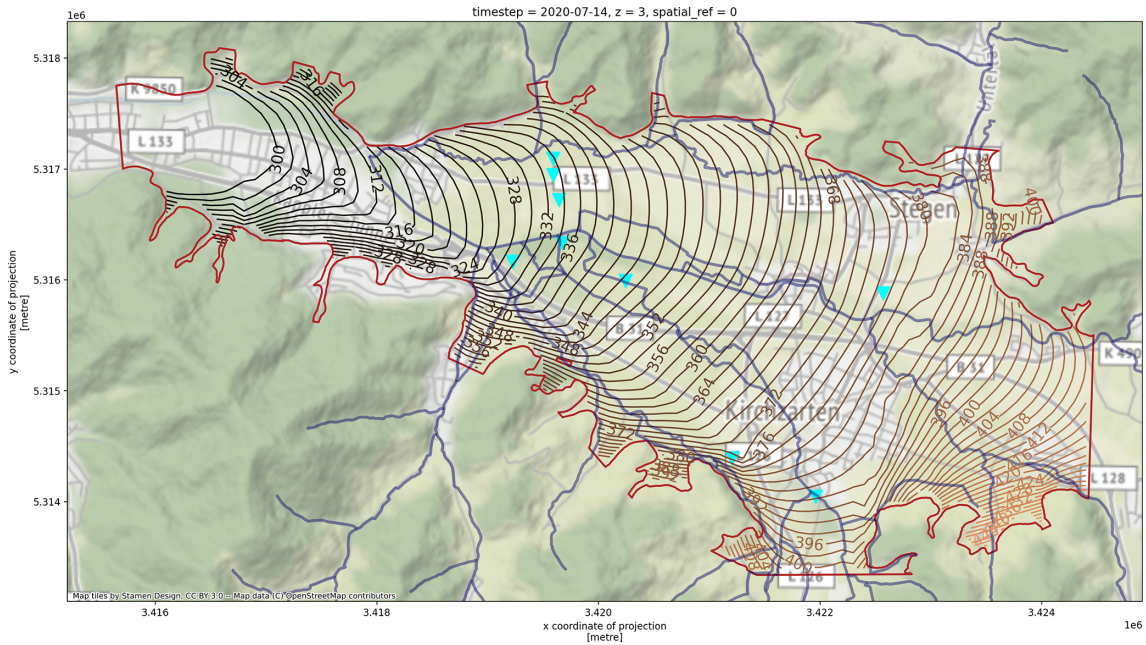 timestep = 2020-07-14, z = 3, spatial_ref = 0
1e6
5.318
5.317
5.316
5.315
5.314
y coordinate of projection
[metre]
K 9850
L 133
L 133
L 133
Stegen
L 127
B 31
B 31
Kirchzarten
L 128
L 126
304
316
300
304
308
312
316
320
328
328
324
328
332
336
340
344
348
348
352
356
360
364
368
372
372
376
380
384
388
388
392
396
396
400
400
404
408
412
416
Map tiles by Stamen Design, CC BY 3.0 -- Map data (C) OpenStreetMap contributors
3.416
3.418
3.420
3.422
3.424
1e6
x coordinate of projection
[metre]